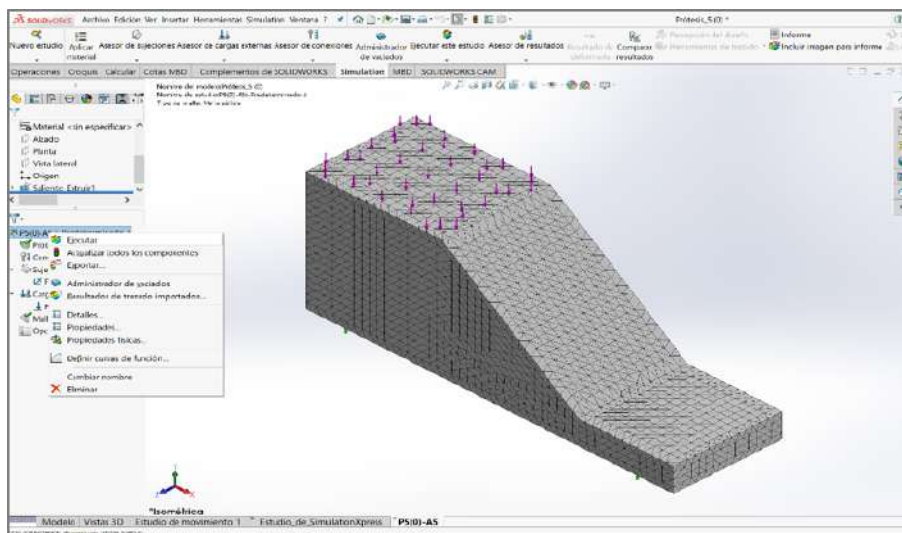 SOLIDWORKS Archivo Edición Ver Insertar Herramientas Simulation Ventana ? Prótesis_S (I) *
Nuevo estudio Aplicar material Asesor de sujeciones Asesor de cargas externas Asesor de conexiones Administrador de vaciados Ejecutar este estudio Asesor de resultados Comparar resultados Informe
Incluir imagen para informe
Operaciones Croquis Calcular Cotas MBD Complementos de SOLIDWORKS Simulation MBD SOLIDWORKS CAM
Material <sin especificar>
Alzado
Planta
Vista lateral
Origen
Saliente-Extruir1
Ejecutar
Actualizar todos los componentes
Exportar...
Administrador de vaciados
Resultados de trazado importados...
Detalles...
Propiedades...
Propiedades físicas...
Definir curvas de función...
Cambiar nombre
Eliminar
*Isométrica
Modelo Vistas 3D Estudio de movimiento 1 Estudio_de_SimulationXpress PS(0)-AS